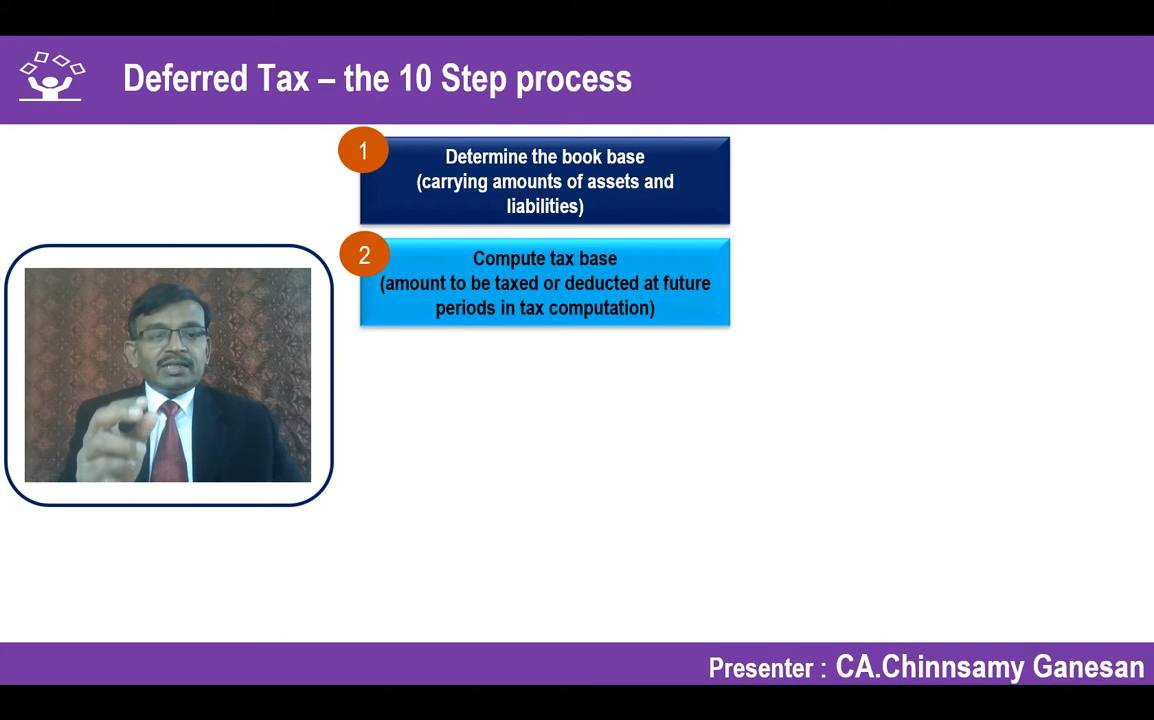 Deferred Tax – the 10 Step process
1
Determine the book base
(carrying amounts of assets and
liabilities)
2
Compute tax base
(amount to be taxed or deducted at future
periods in tax computation)
Presenter : CA.Chinnsamy Ganesan